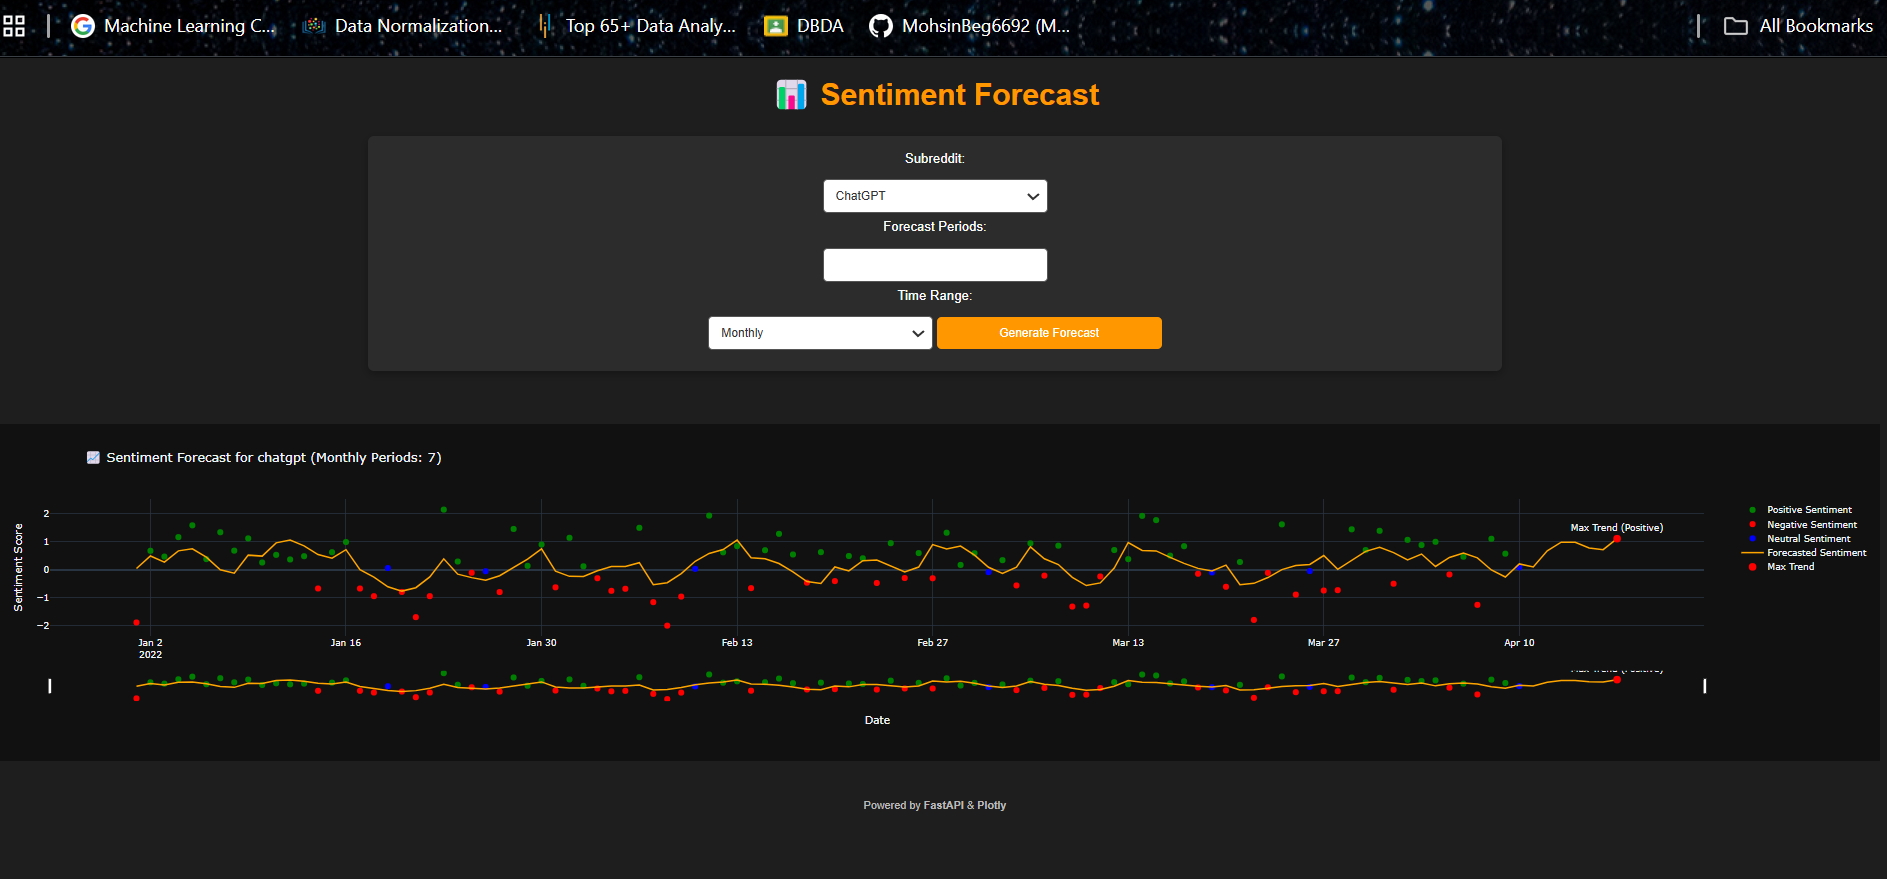 Machine Learning C... Data Normalization... Top 65+ Data Analy... DBDA MohsinBeg6692 (M... All Bookmarks
Sentiment Forecast
Subreddit:
ChatGPT
Forecast Periods:
Time Range:
Monthly Generate Forecast
Sentiment Forecast for chatgpt (Monthly Periods: 7)
Sentiment Score
2
1
0
−1
−2
Max Trend (Positive)
Jan 2 Jan 16 Jan 30 Feb 13 Feb 27 Mar 13 Mar 27 Apr 10
2022
Positive Sentiment
Negative Sentiment
Neutral Sentiment
Forecasted Sentiment
Max Trend
Max Trend (Positive)
Date
Powered by FastAPI & Plotly